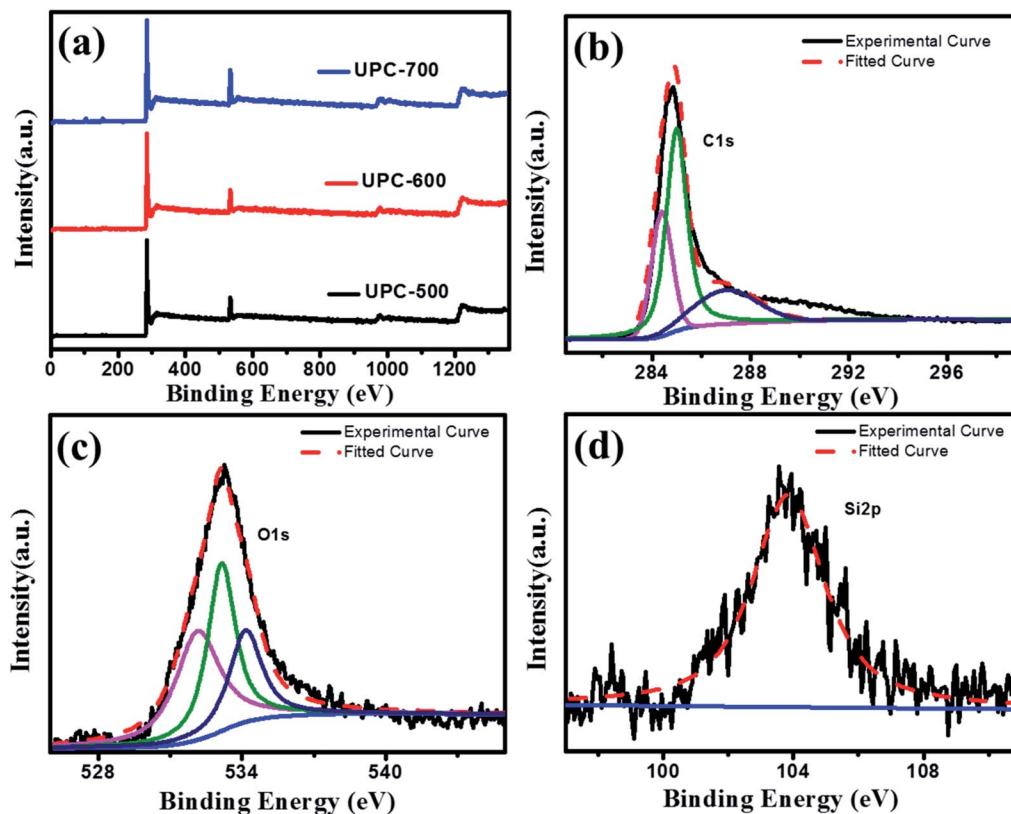 (a)
UPC-700
UPC-600
UPC-500
Intensity(a.u.)
0 200 400 600 800 1000 1200
Binding Energy (eV)
(b)
Experimental Curve
Fitted Curve
C1s
Intensity(a.u.)
284 288 292 296
Binding Energy (eV)
(c)
Experimental Curve
Fitted Curve
O1s
Intensity(a.u.)
528 534 540
Binding Energy (eV)
(d)
Experimental Curve
Fitted Curve
Si2p
Intensity(a.u.)
100 104 108
Binding Energy (eV)